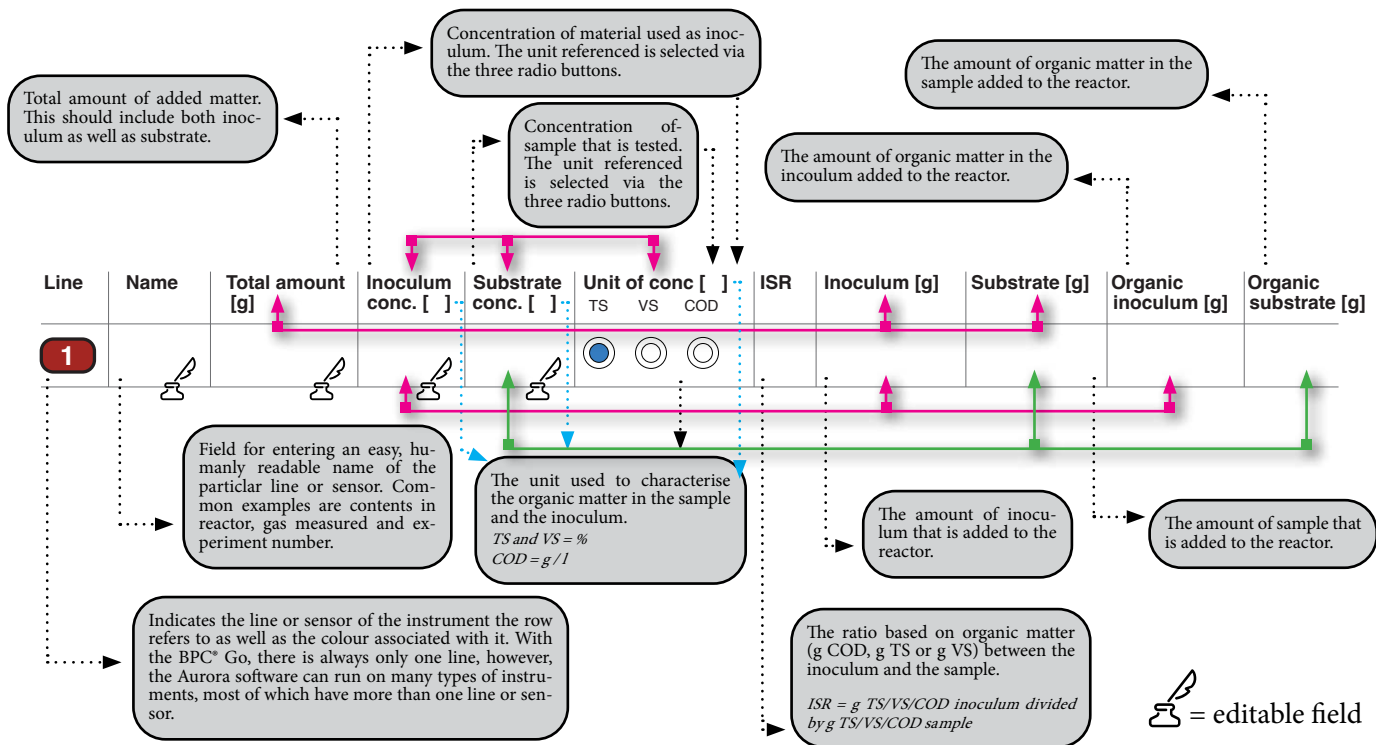 Concentration of material used as inoc-
ulum. The unit referenced is selected via
the three radio buttons.
The amount of organic matter in the
sample added to the reactor.
Total amount of added matter.
This should include both inoc-
ulum as well as substrate.
Concentration of-
sample that is tested.
The unit referenced
is selected via the
three radio buttons.
The amount of organic matter in the
incoulum added to the reactor.
Line Name Total amount [g] Inoculum conc. [ ] Substrate conc. [ ] Unit of conc [ ] ISR Inoculum [g] Substrate [g] Organic inoculum [g] Organic substrate [g]
TS VS COD
1
Field for entering an easy, hu-
manly readable name of the
particlar line or sensor. Com-
mon examples are contents in
reactor, gas measured and ex-
periment number.
The unit used to characterise
the organic matter in the sample
and the inoculum.
TS and VS = %
COD = g / l
The amount of inocu-
lum that is added to the
reactor.
The amount of sample that
is added to the reactor.
Indicates the line or sensor of the instrument the row
refers to as well as the colour associated with it. With
the BPC® Go, there is always only one line, however,
the Aurora software can run on many types of instru-
ments, most of which have more than one line or sen-
sor.
The ratio based on organic matter
(g COD, g TS or g VS) between the
inoculum and the sample.
ISR = g TS/VS/COD inoculum divided
by g TS/VS/COD sample
= editable field